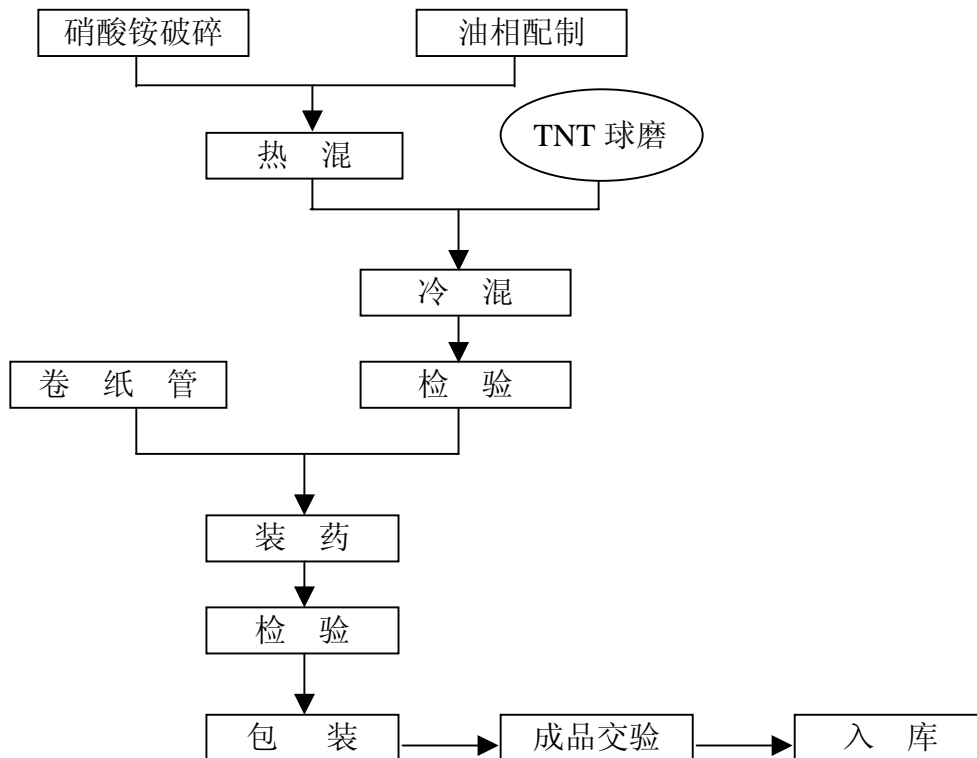 硝酸铵破碎
油相配制
TNT 球磨
热 混
冷 混
卷 纸 管
检 验
装 药
检 验
包 装
成品交验
入 库